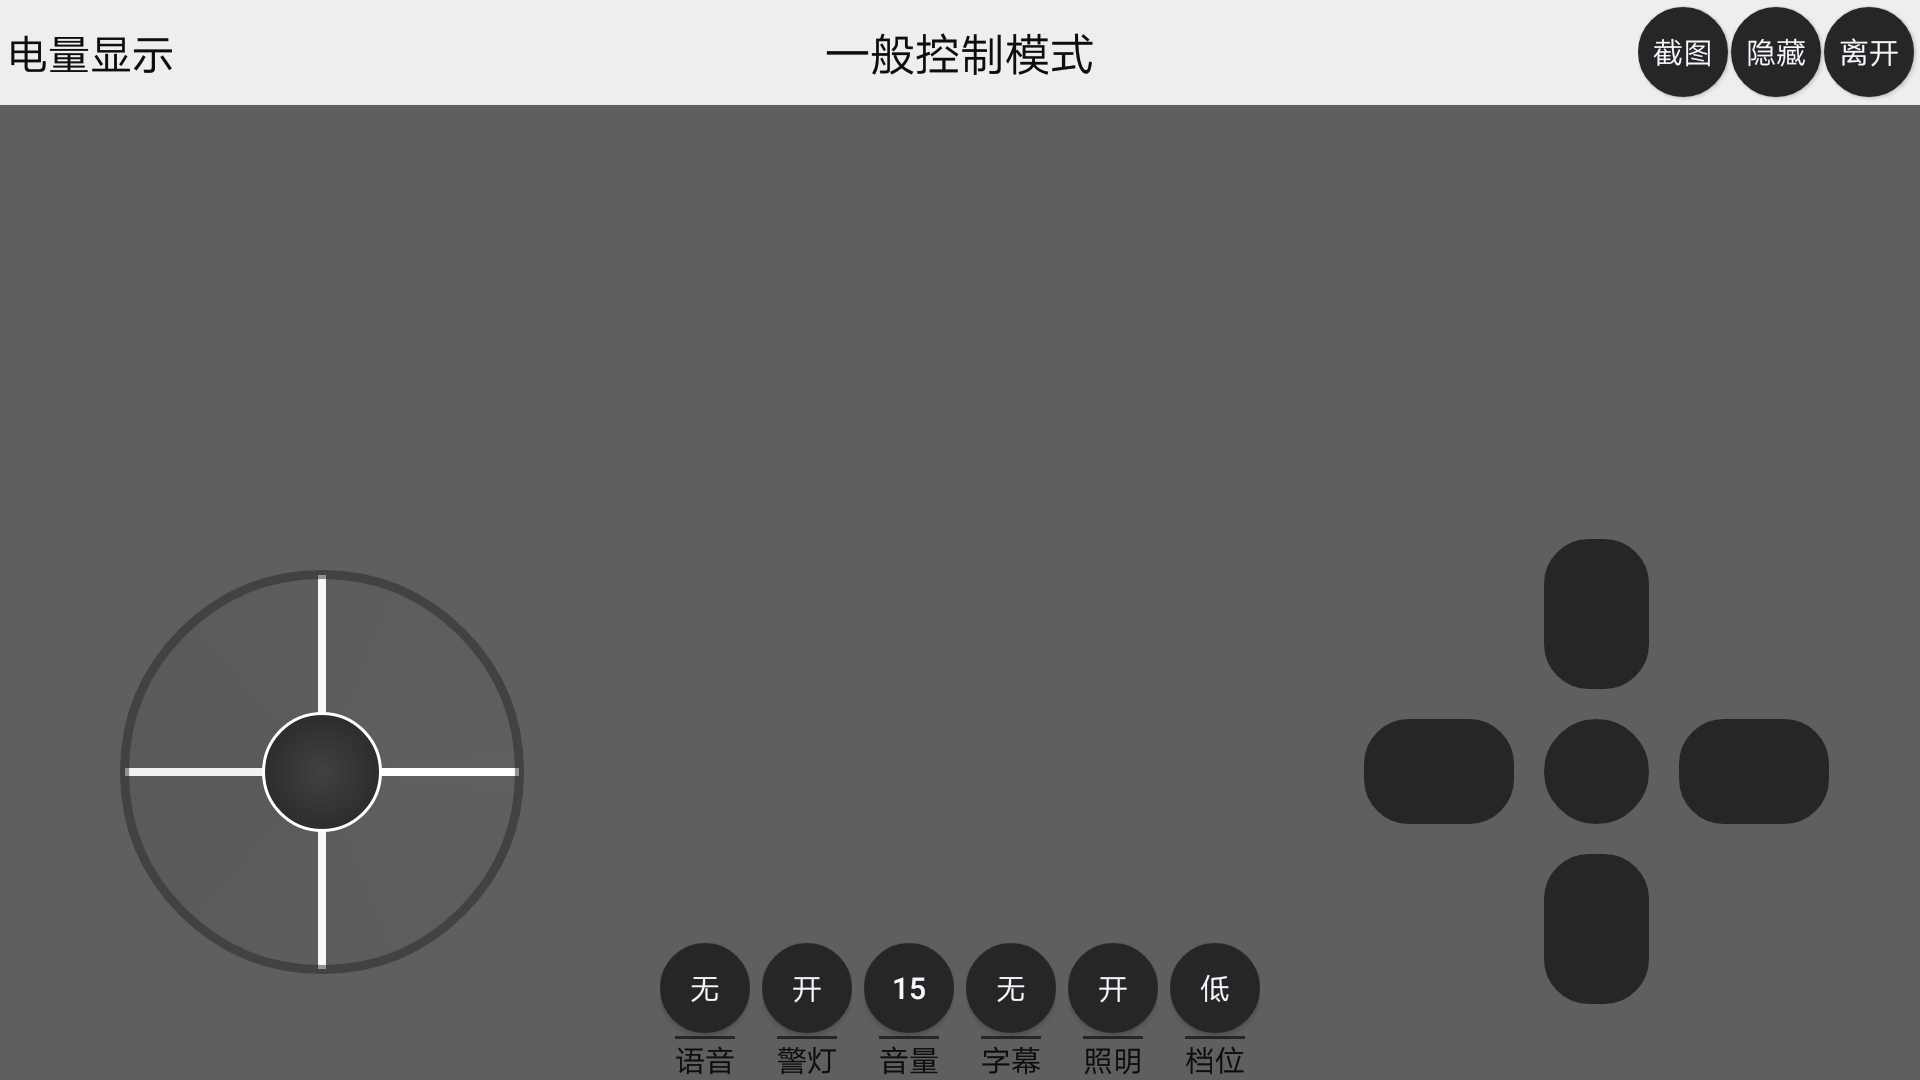 电量显示
一般控制模式
截图 隐藏 离开
无 开 15 无 开 低
语音 警灯 音量 字幕 照明 档位